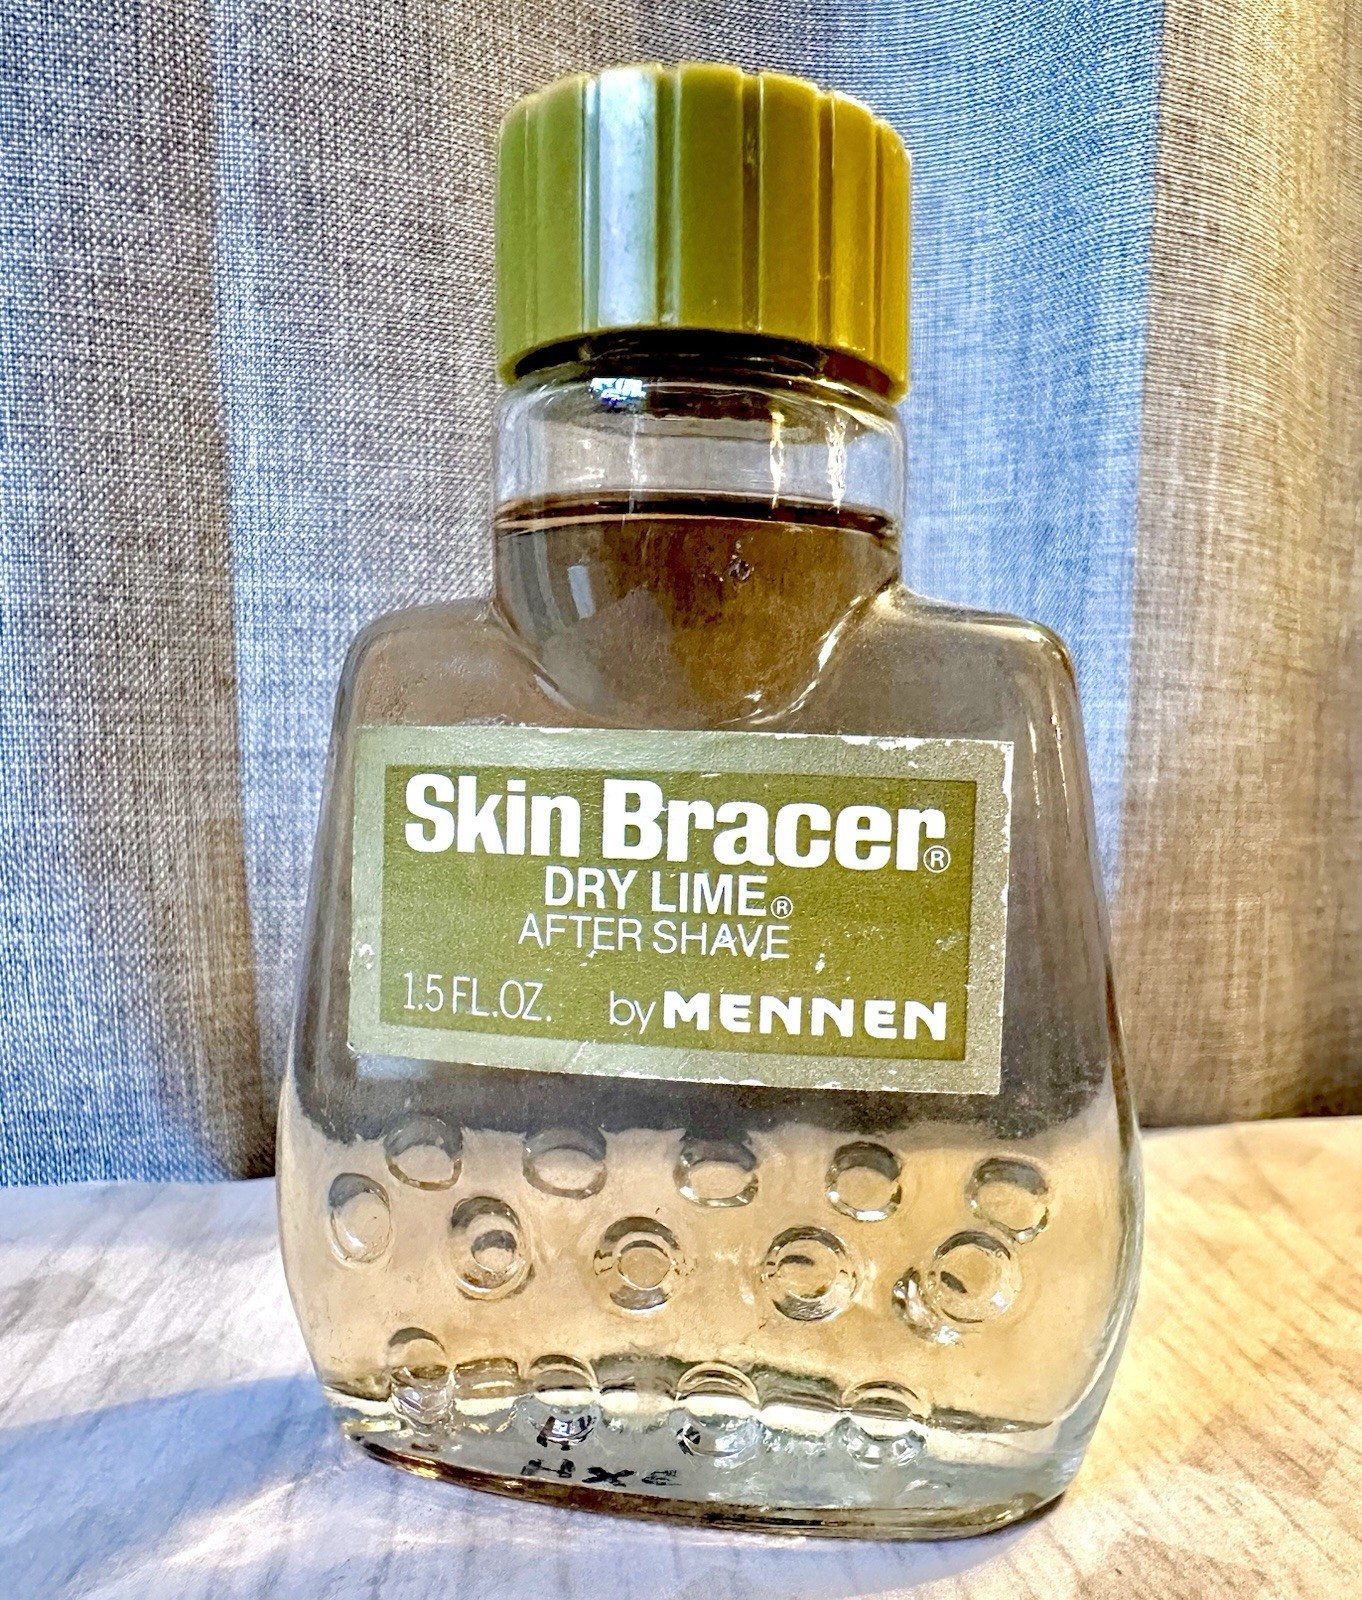 Skin Bracer®
DRY LIME®
AFTER SHAVE
1.5 FL.OZ. by MENNEN